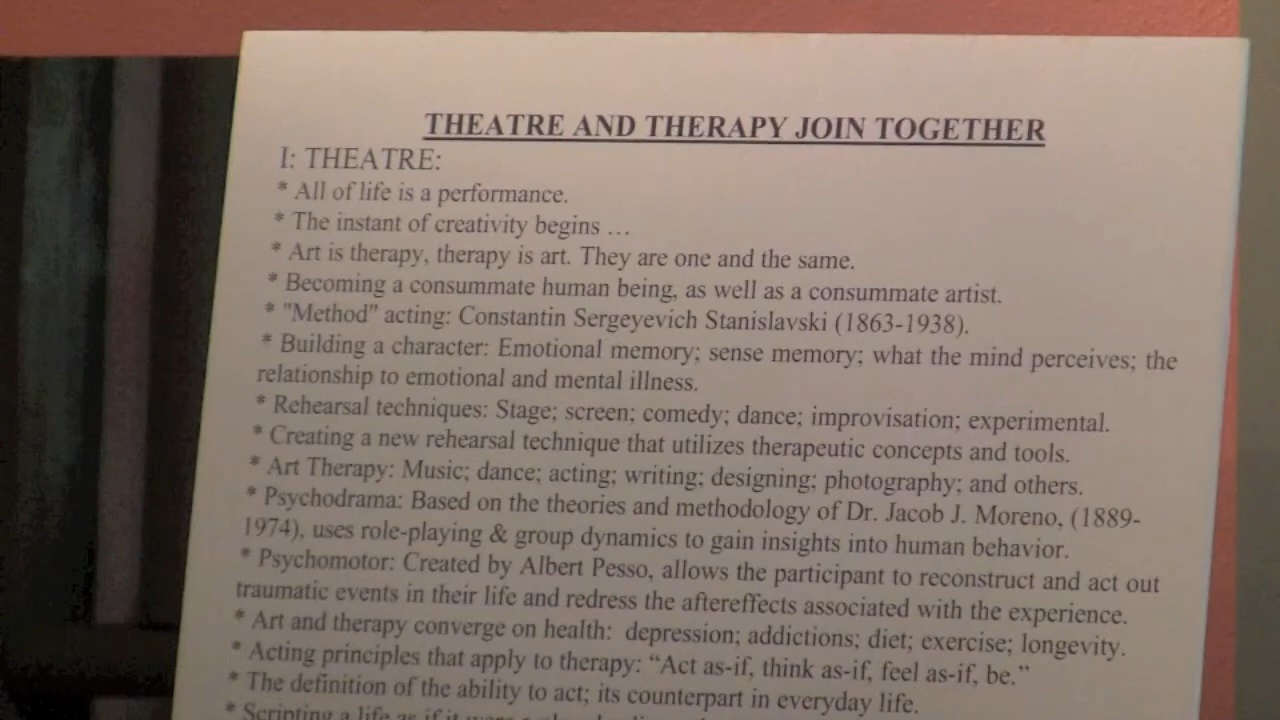 THEATRE AND THERAPY JOIN TOGETHER
I: THEATRE:
* All of life is a performance.
* The instant of creativity begins …
* Art is therapy, therapy is art. They are one and the same.
* Becoming a consummate human being, as well as a consummate artist.
* "Method" acting: Constantin Sergeyevich Stanislavski (1863-1938).
* Building a character: Emotional memory; sense memory; what the mind perceives; the
relationship to emotional and mental illness.
* Rehearsal techniques: Stage; screen; comedy; dance; improvisation; experimental.
* Creating a new rehearsal technique that utilizes therapeutic concepts and tools.
* Art Therapy: Music; dance; acting; writing; designing; photography; and others.
* Psychodrama: Based on the theories and methodology of Dr. Jacob J. Moreno, (1889-
1974), uses role-playing & group dynamics to gain insights into human behavior.
* Psychomotor: Created by Albert Pesso, allows the participant to reconstruct and act out
traumatic events in their life and redress the aftereffects associated with the experience.
* Art and therapy converge on health:  depression; addictions; diet; exercise; longevity.
* Acting principles that apply to therapy: “Act as-if, think as-if, feel as-if, be.”
* The definition of the ability to act; its counterpart in everyday life.
* Scripting a life as if it were